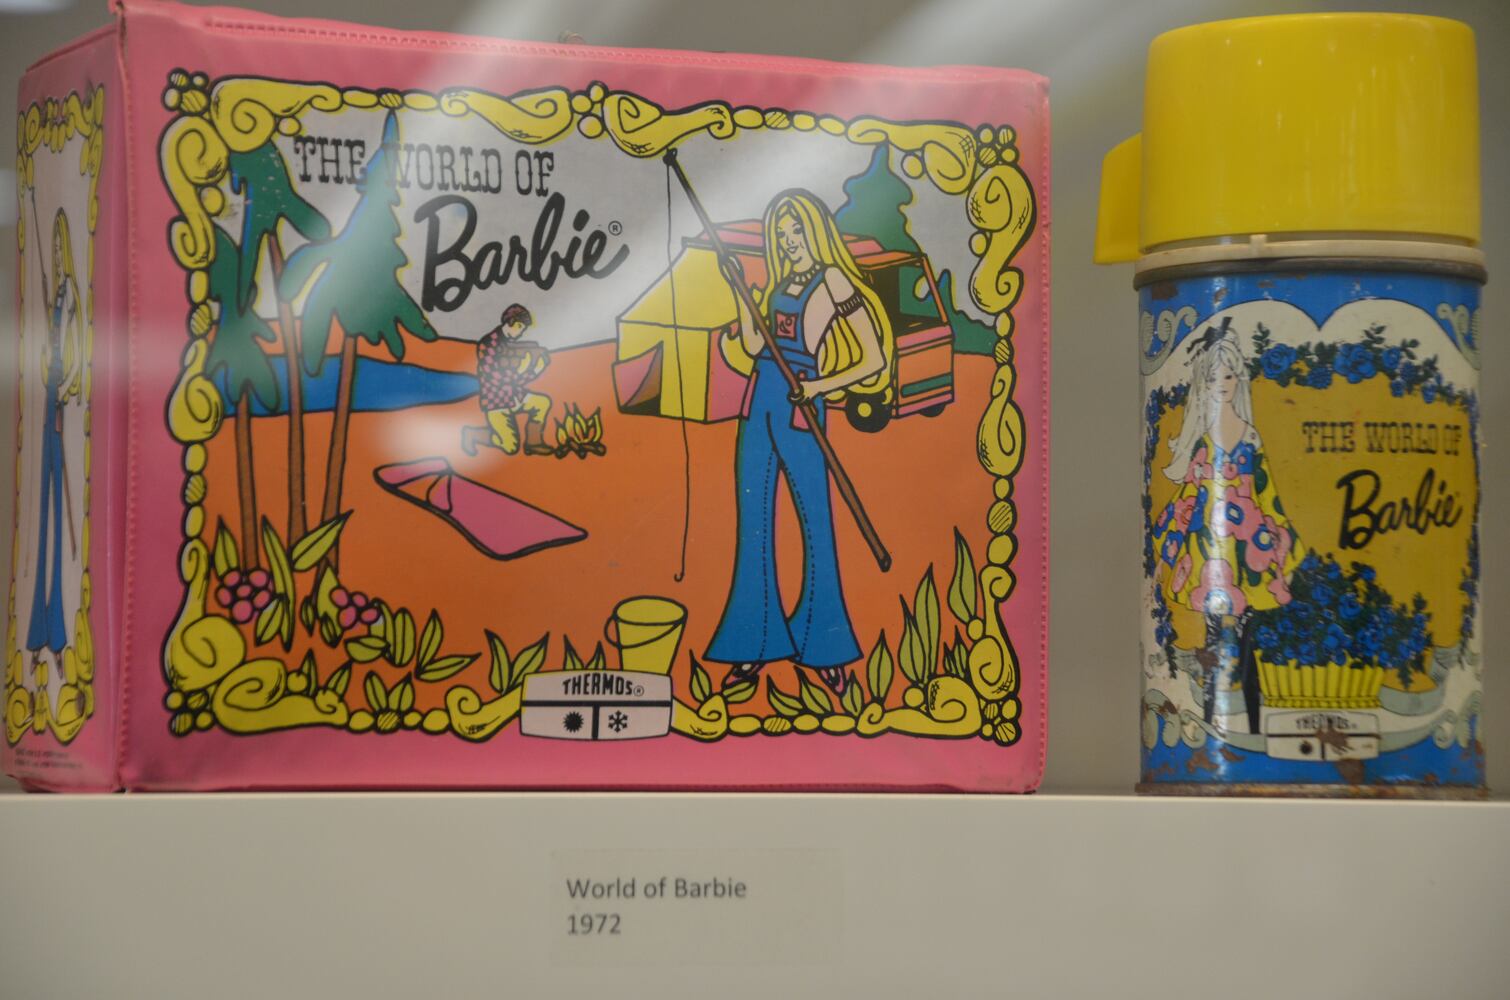 THE WORLD OF
Barbie®
THERMOS®
THE WORLD OF
Barbie
THERMOS
World of Barbie
1972